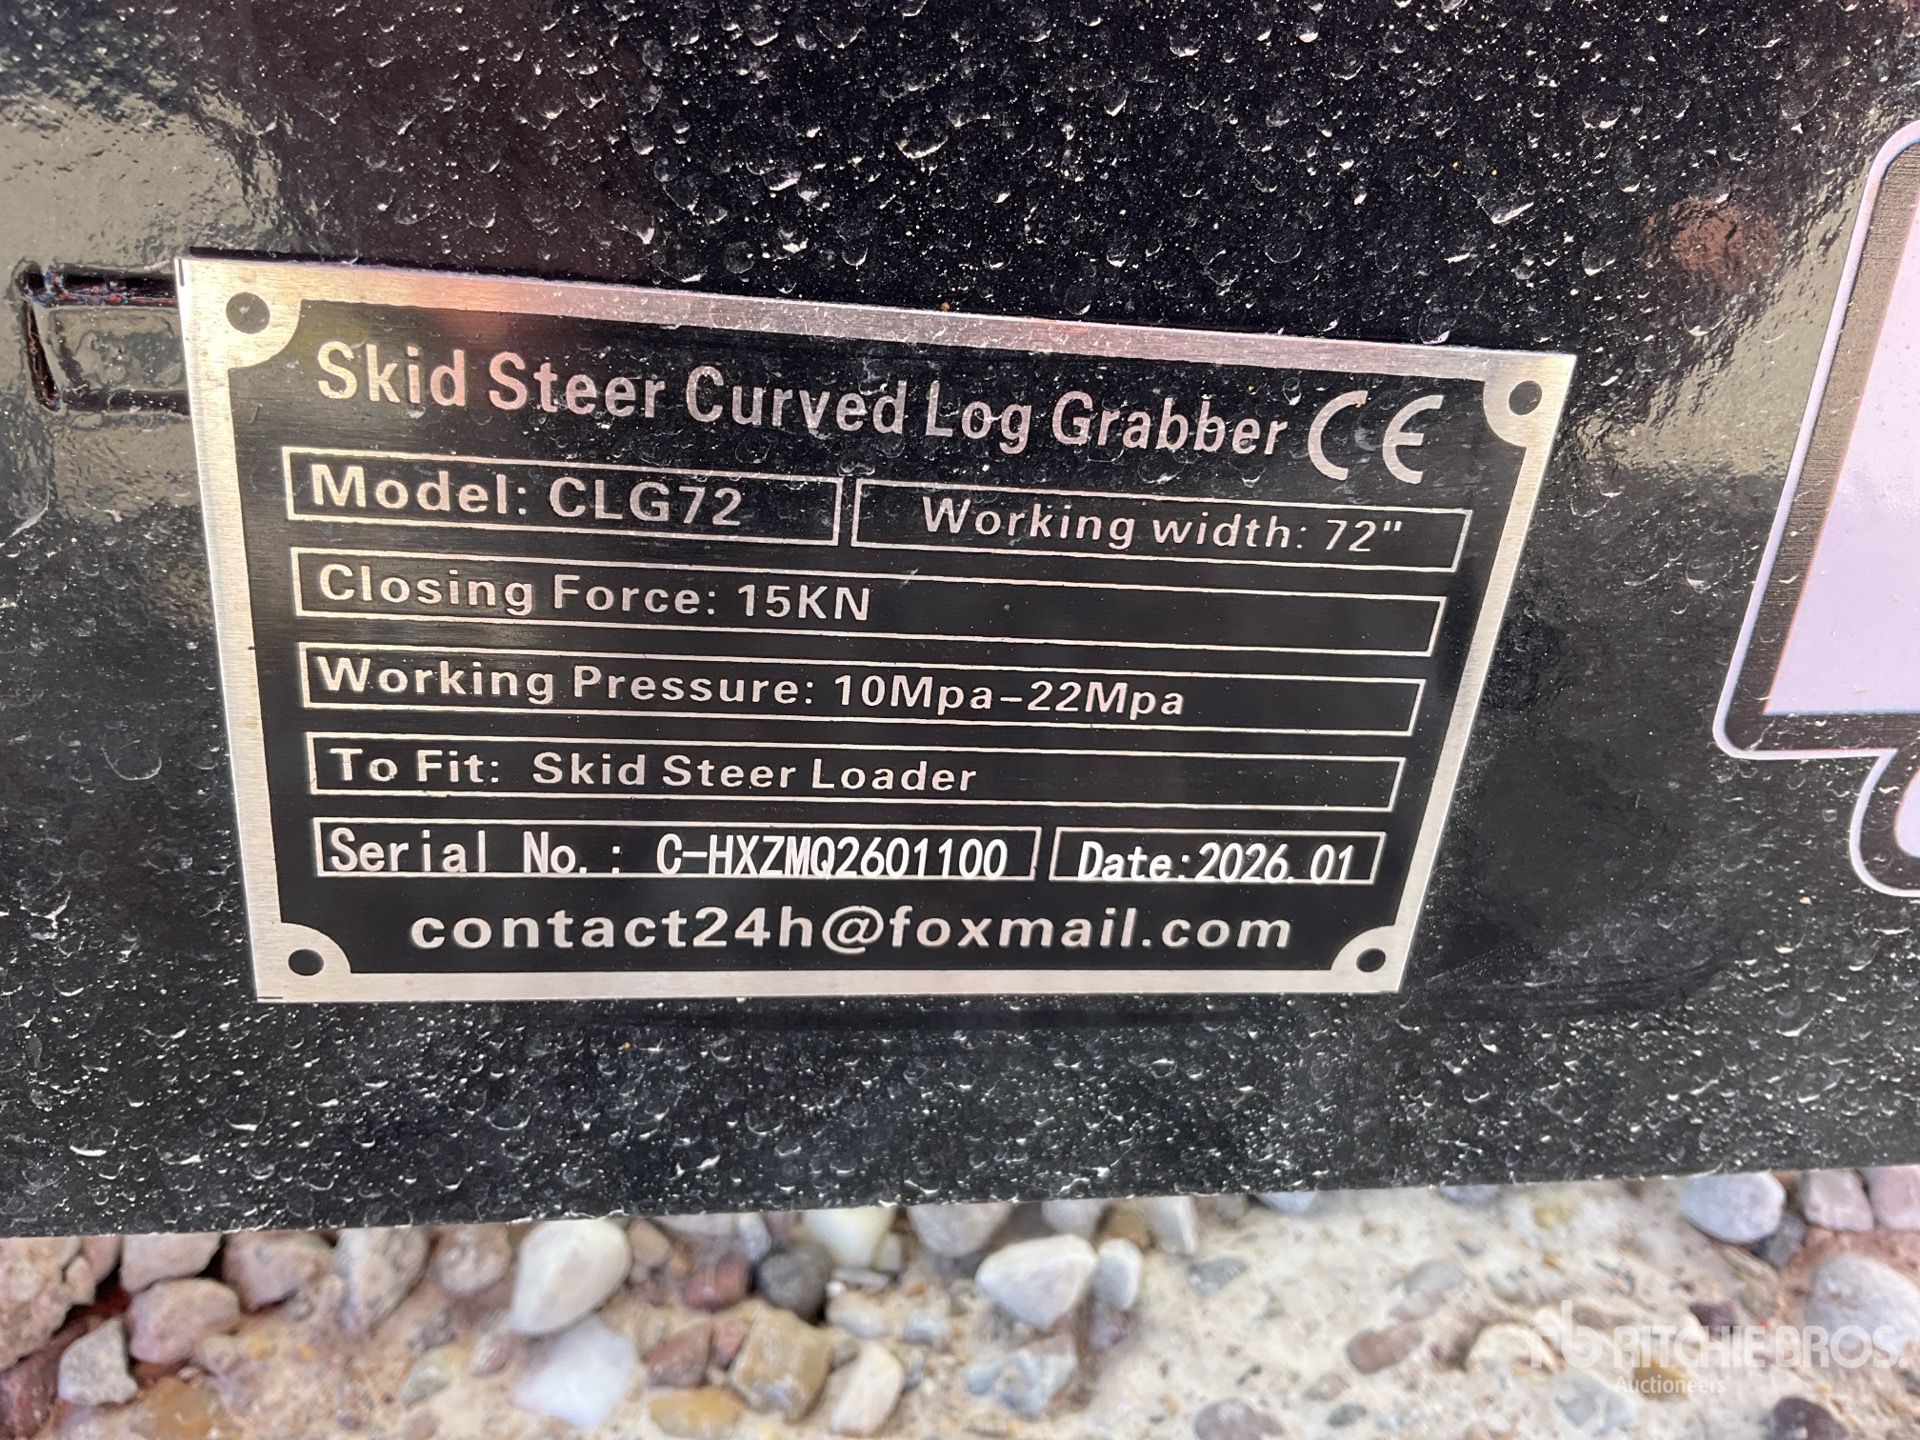 Skid Steer Curved Log Grabber CE
Model: CLG72
Working width: 72"
Closing Force: 15KN
Working Pressure: 10Mpa-22Mpa
To Fit: Skid Steer Loader
Serial No.: C-HXZMQ2601100
Date:2026.01
contact24h@foxmail.com
rb RITCHIE BROS.
Auctioneers